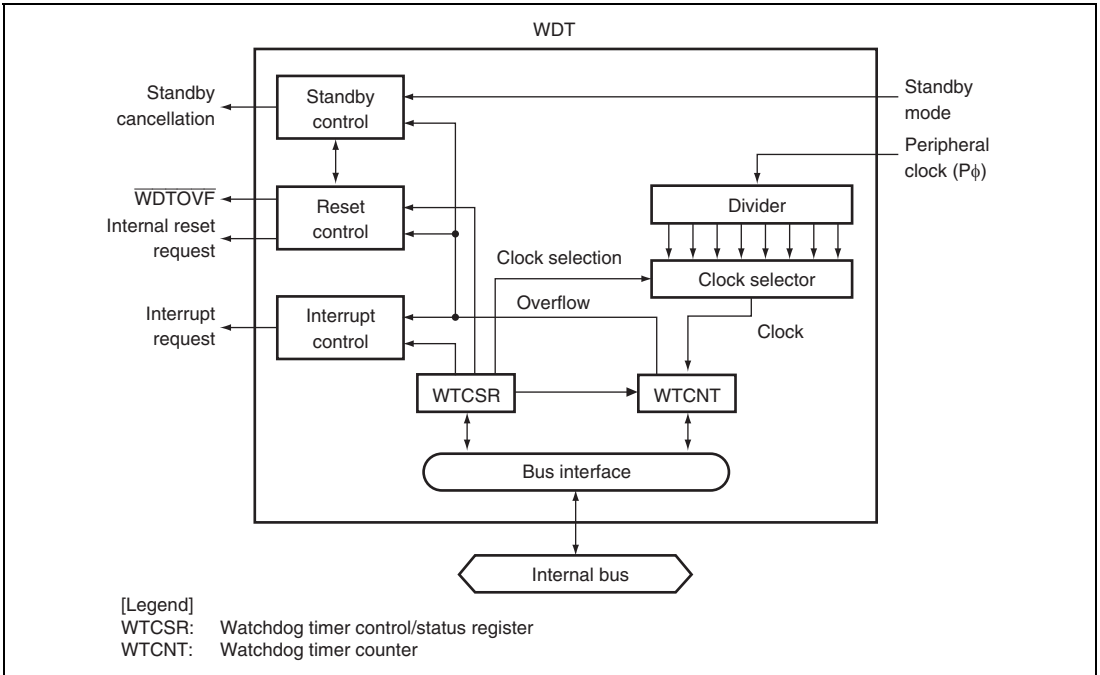 WDT
Standby
cancellation
Standby
control
Standby
mode
Peripheral
clock (Pϕ)
WDTOVF
Internal reset
request
Reset
control
Divider
Clock selection
Clock selector
Overflow
Interrupt
request
Interrupt
control
Clock
WTCSR
WTCNT
Bus interface
Internal bus
[Legend]
WTCSR: Watchdog timer control/status register
WTCNT: Watchdog timer counter